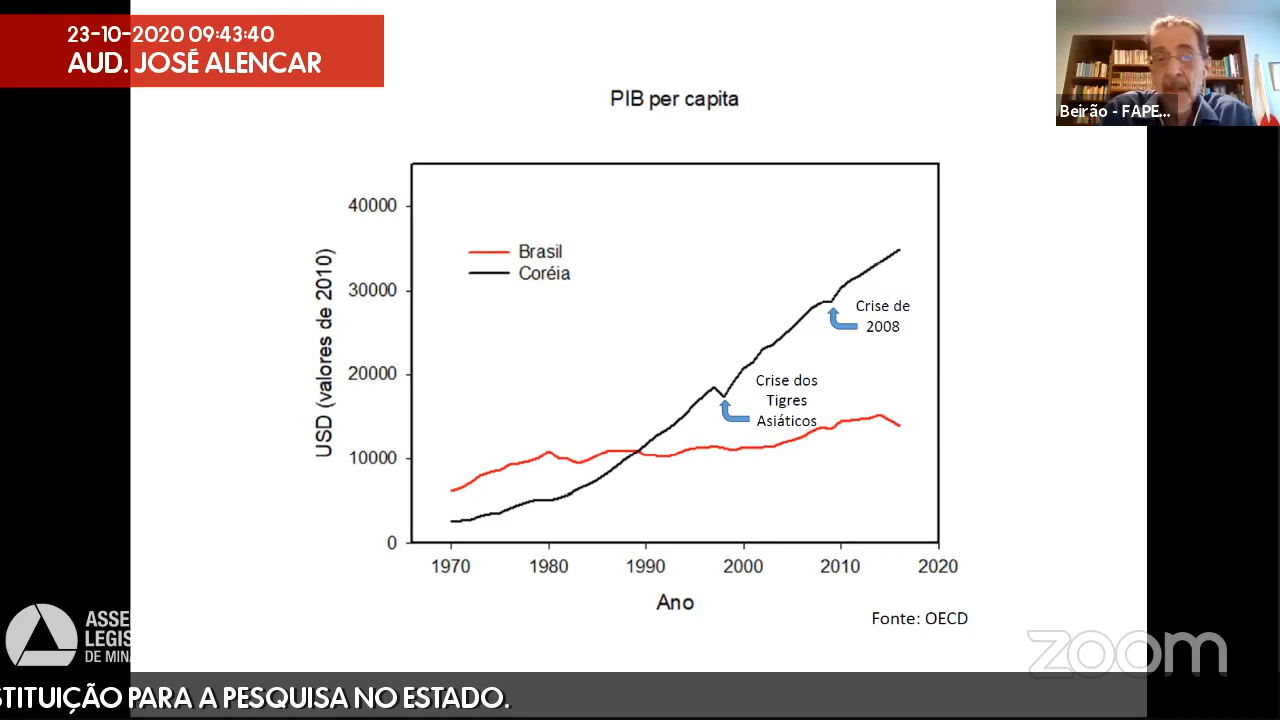 23-10-2020 09:43:40
AUD. JOSÉ ALENCAR
Beirão - FAPE...
PIB per capita
40000
30000
20000
10000
0
USD (valores de 2010)
Brasil
Coréia
Crise de
2008
Crise dos
Tigres
Asiáticos
1970 1980 1990 2000 2010 2020
Ano
Fonte: OECD
ASSE
LEGIS
DE MINA
zoom
STITUIÇÃO PARA A PESQUISA NO ESTADO.